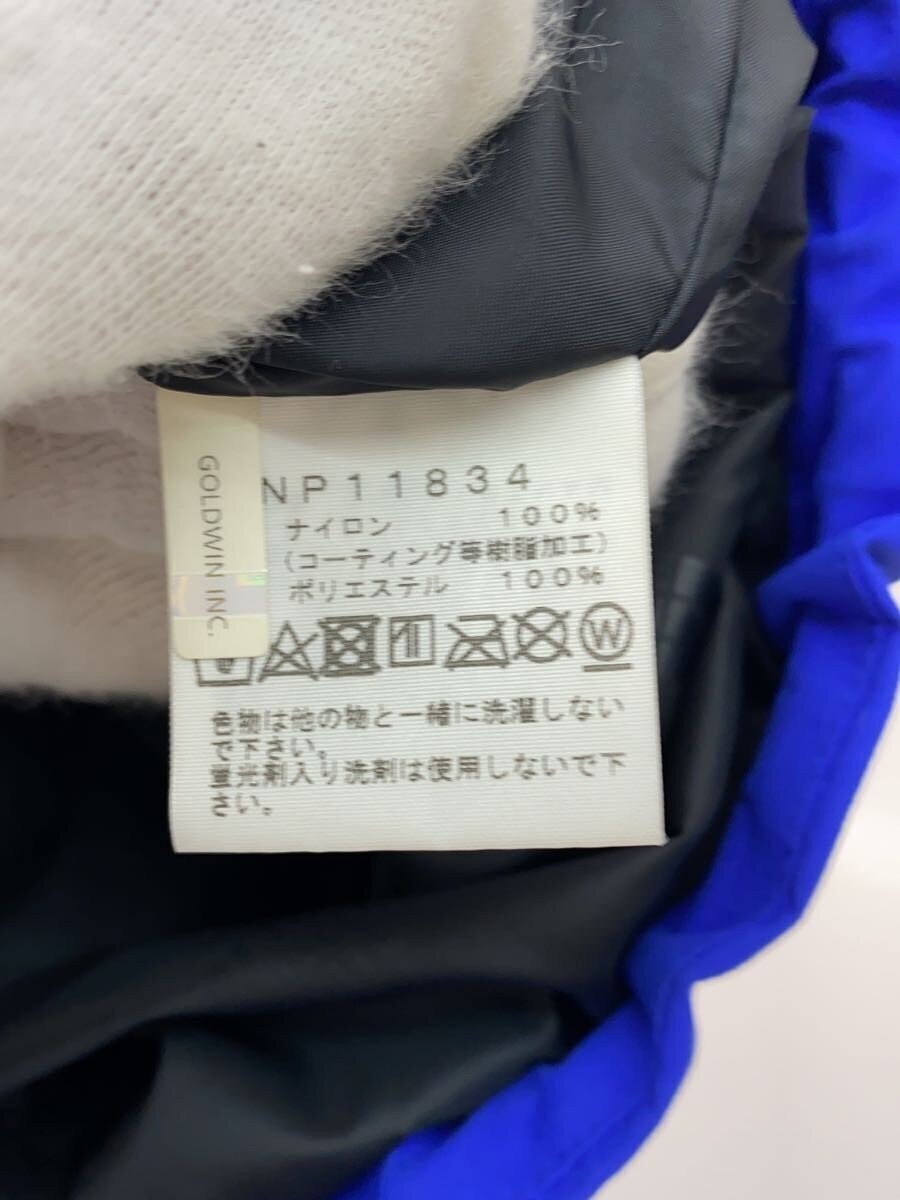 GOLDWIN INC.
NP11834
ナイロン 100%
(コーティング等樹脂加工)
ポリエステル 100%
W
色物は他の物と一緒に洗濯しない
で下さい。
蛍光剤入り洗剤は使用しないで下
さい。